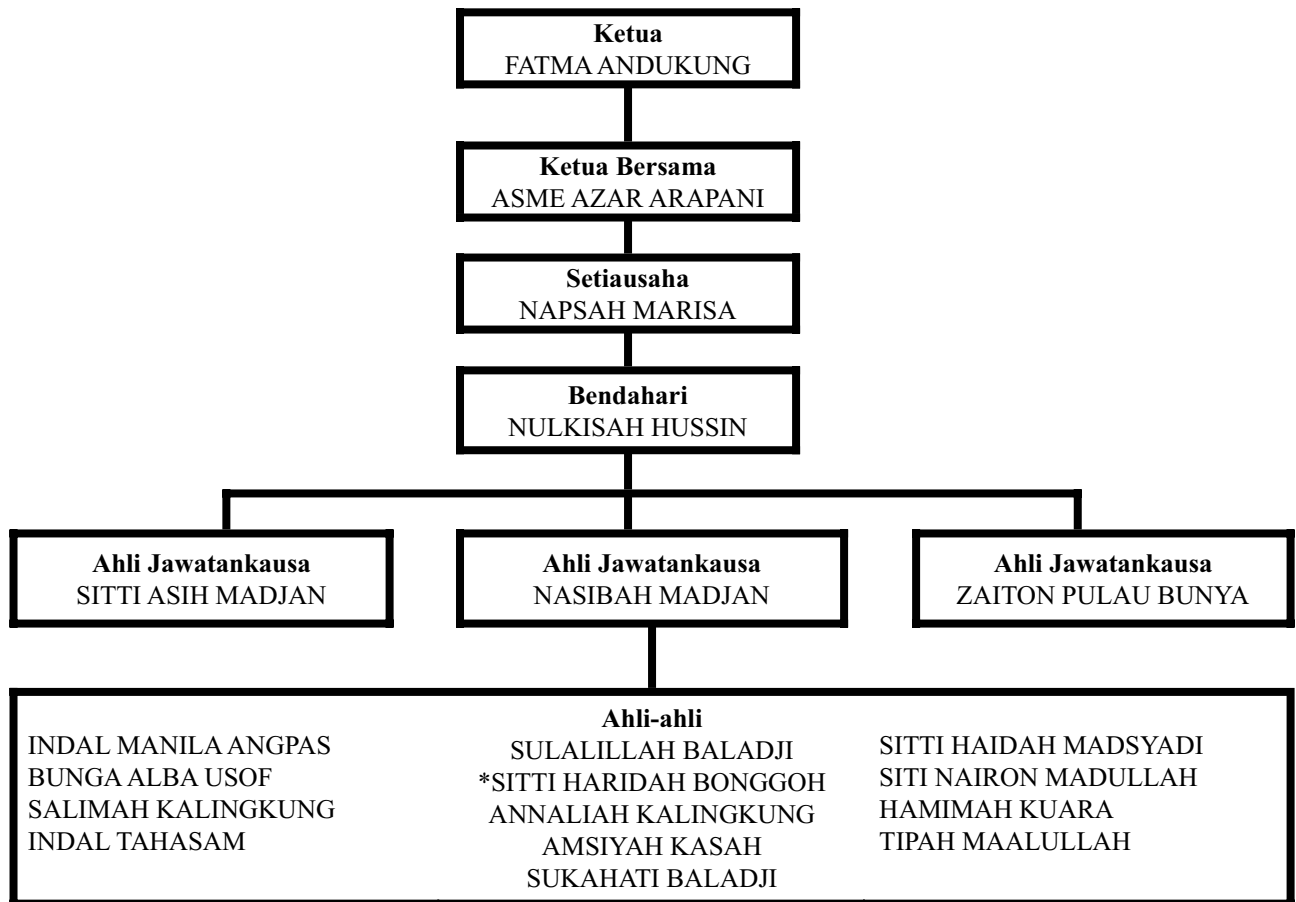 Ketua
FATMA ANDUKUNG
Ketua Bersama
ASME AZAR ARAPANI
Setiausaha
NAPSAH MARISA
Bendahari
NULKISAH HUSSIN
Ahli Jawatankausa
SITTI ASIH MADJAN
Ahli Jawatankausa
NASIBAH MADJAN
Ahli Jawatankausa
ZAITON PULAU BUNYA
Ahli-ahli
INDAL MANILA ANGPAS
BUNGA ALBA USOF
SALIMAH KALINGKUNG
INDAL TAHASAM
SULALILLAH BALADJI
*SITTI HARIDAH BONGGOH
ANNALIAH KALINGKUNG
AMSIYAH KASAH
SUKAHATI BALADJI
SITTI HAIDAH MADSYADI
SITI NAIRON MADULLAH
HAMIMAH KUARA
TIPAH MAALULLAH